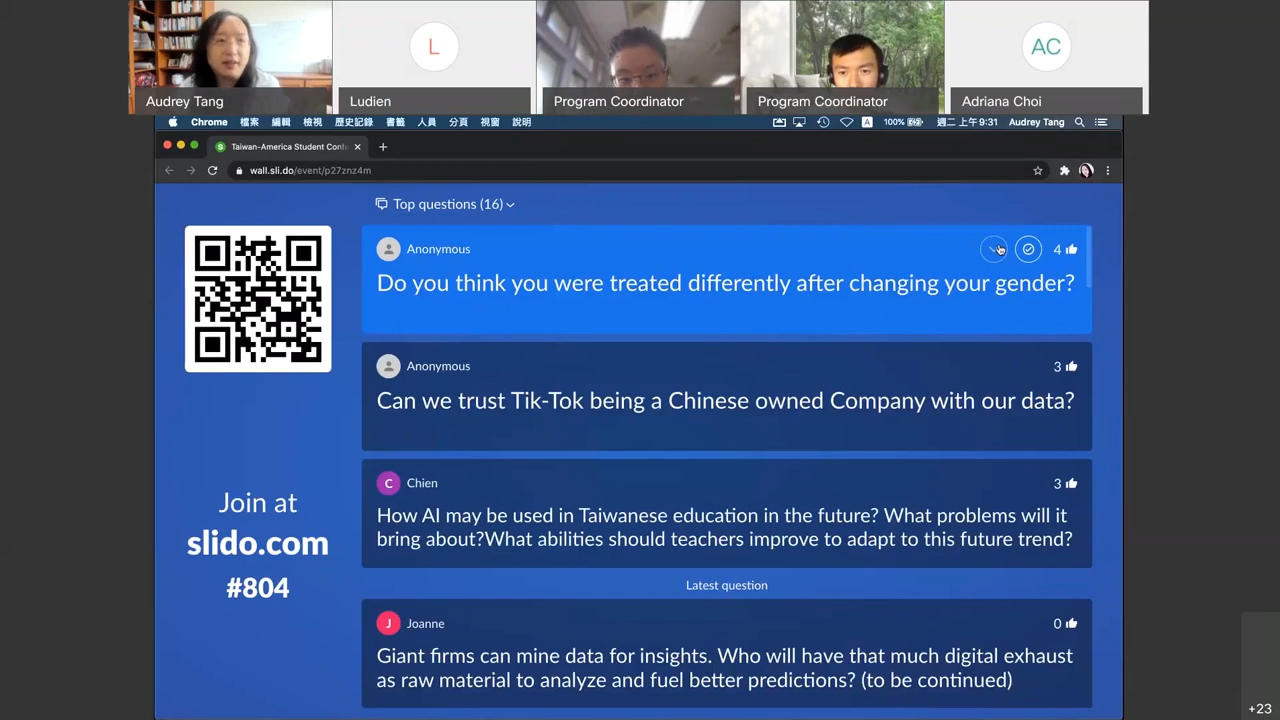 L
AC
Audrey Tang
Ludien
Program Coordinator
Program Coordinator
Adriana Choi
Chrome 檔案 編輯 檢視 歷史記錄 書籤 人員 分頁 視窗 說明 A 100% 週二 上午9:31 Audrey Tang
Taiwan-America Student Conf
wall.sli.do/event/p27znz4m
Top questions (16)
Anonymous
4
Do you think you were treated differently after changing your gender?
Anonymous
3
Can we trust Tik-Tok being a Chinese owned Company with our data?
C
Chien
3
How AI may be used in Taiwanese education in the future? What problems will it
bring about?What abilities should teachers improve to adapt to this future trend?
Join at
slido.com
#804
Latest question
J
Joanne
0
Giant firms can mine data for insights. Who will have that much digital exhaust
as raw material to analyze and fuel better predictions? (to be continued)
+23